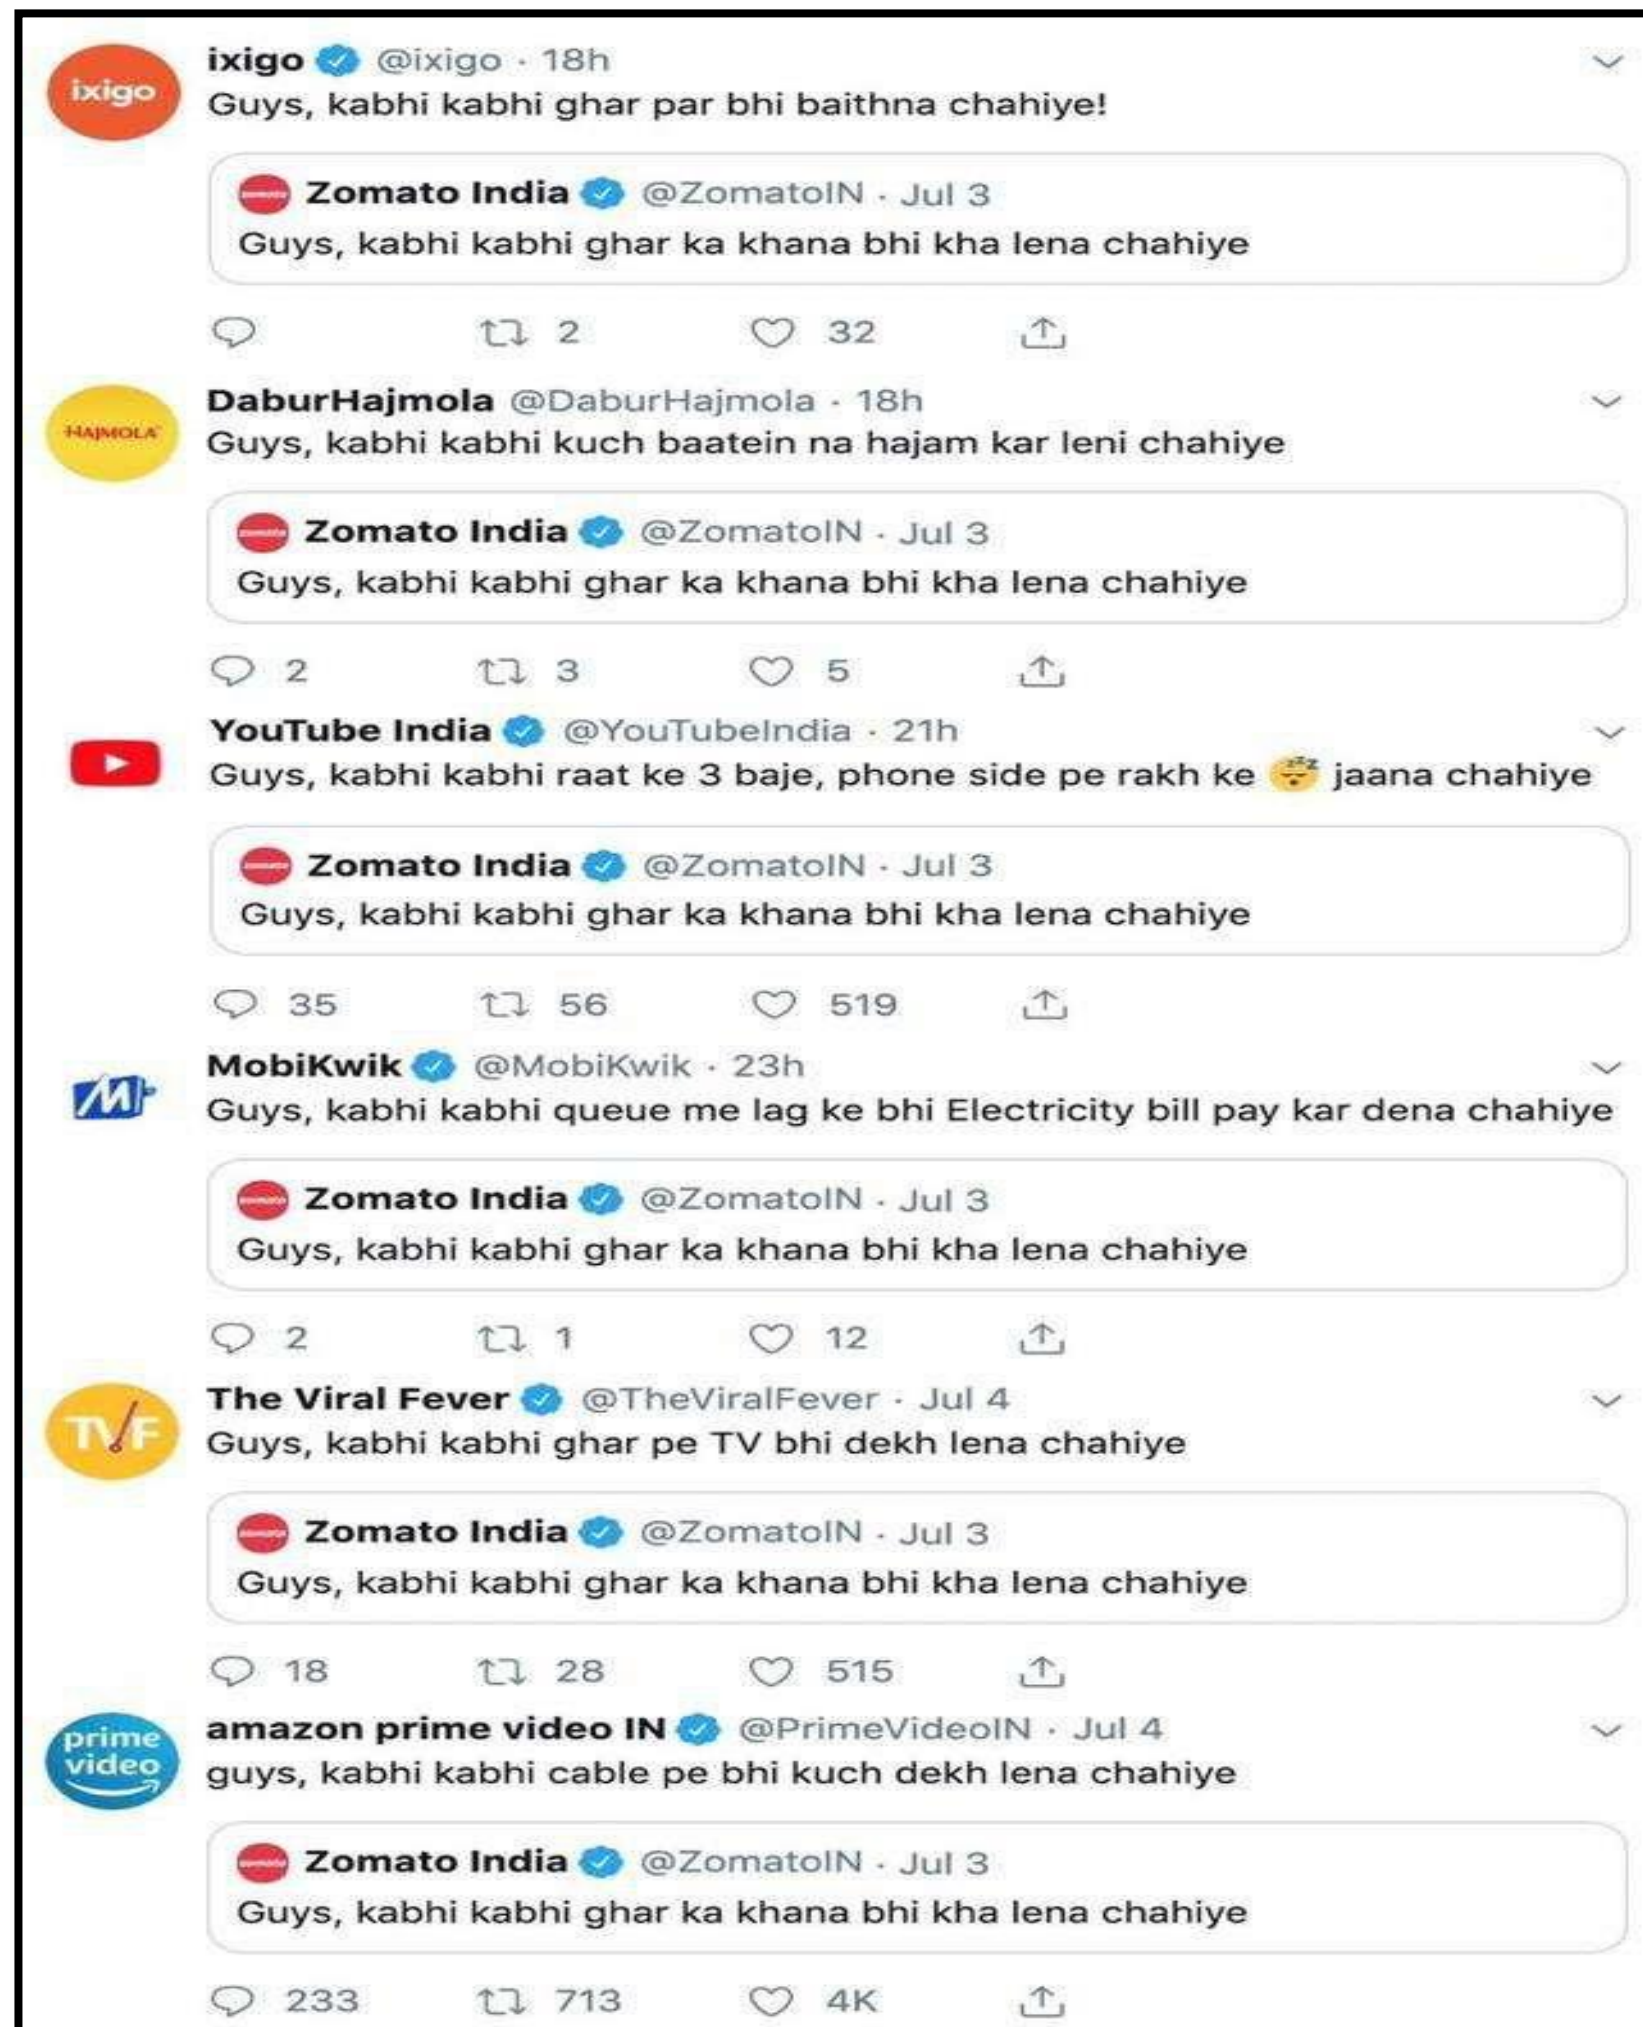 ixigo @ixigo · 18h
ixigo
Guys, kabhi kabhi ghar par bhi baithna chahiye!
Zomato India @ZomatoIN · Jul 3
Guys, kabhi kabhi ghar ka khana bhi kha lena chahiye
2 32
DaburHajmola @DaburHajmola · 18h
HAJMOLA
Guys, kabhi kabhi kuch baatein na hajam kar leni chahiye
Zomato India @ZomatoIN · Jul 3
Guys, kabhi kabhi ghar ka khana bhi kha lena chahiye
2 3 5
YouTube India @YouTubeIndia · 21h
Guys, kabhi kabhi raat ke 3 baje, phone side pe rakh ke 😴 jaana chahiye
Zomato India @ZomatoIN · Jul 3
Guys, kabhi kabhi ghar ka khana bhi kha lena chahiye
35 56 519
MobiKwik @MobiKwik · 23h
Guys, kabhi kabhi queue me lag ke bhi Electricity bill pay kar dena chahiye
Zomato India @ZomatoIN · Jul 3
Guys, kabhi kabhi ghar ka khana bhi kha lena chahiye
2 1 12
The Viral Fever @TheViralFever · Jul 4
TVF
Guys, kabhi kabhi ghar pe TV bhi dekh lena chahiye
Zomato India @ZomatoIN · Jul 3
Guys, kabhi kabhi ghar ka khana bhi kha lena chahiye
18 28 515
amazon prime video IN @PrimeVideoIN · Jul 4
prime
video
guys, kabhi kabhi cable pe bhi kuch dekh lena chahiye
Zomato India @ZomatoIN · Jul 3
Guys, kabhi kabhi ghar ka khana bhi kha lena chahiye
233 713 4K